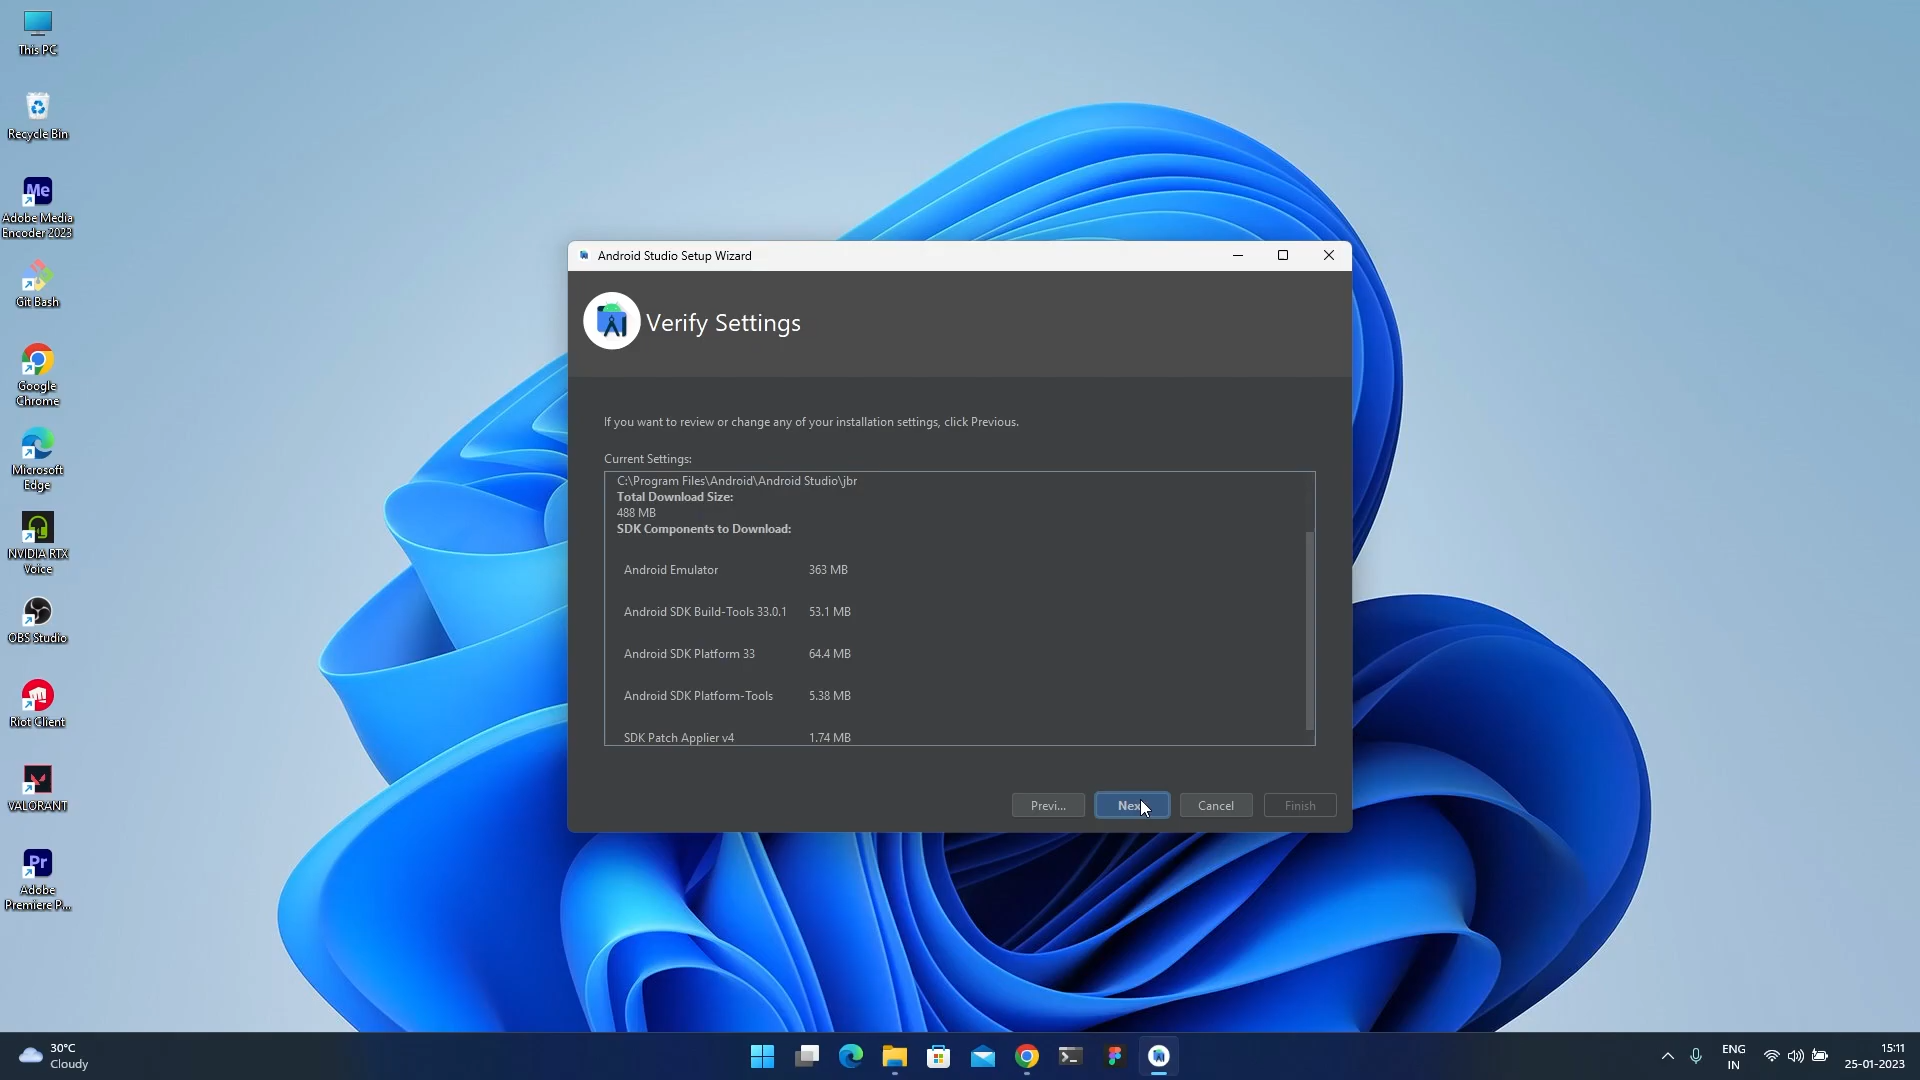 This PC
Recycle Bin
Me
Adobe Media
Encoder 2023
Git Bash
Google
Chrome
Microsoft
Edge
NVIDIA RTX
Voice
OBS Studio
Riot Client
VALORANT
Pr
Adobe
Premiere P...
Android Studio Setup Wizard
Verify Settings
If you want to review or change any of your installation settings, click Previous.
Current Settings:
C:\Program Files\Android\Android Studio\jbr
Total Download Size:
488 MB
SDK Components to Download:
Android Emulator 363 MB
Android SDK Build-Tools 33.0.1 53.1 MB
Android SDK Platform 33 64.4 MB
Android SDK Platform-Tools 5.38 MB
SDK Patch Applier v4 1.74 MB
Previ... Nex Cancel Finish
30°C
Cloudy
ENG
IN
15:11
25-01-2023